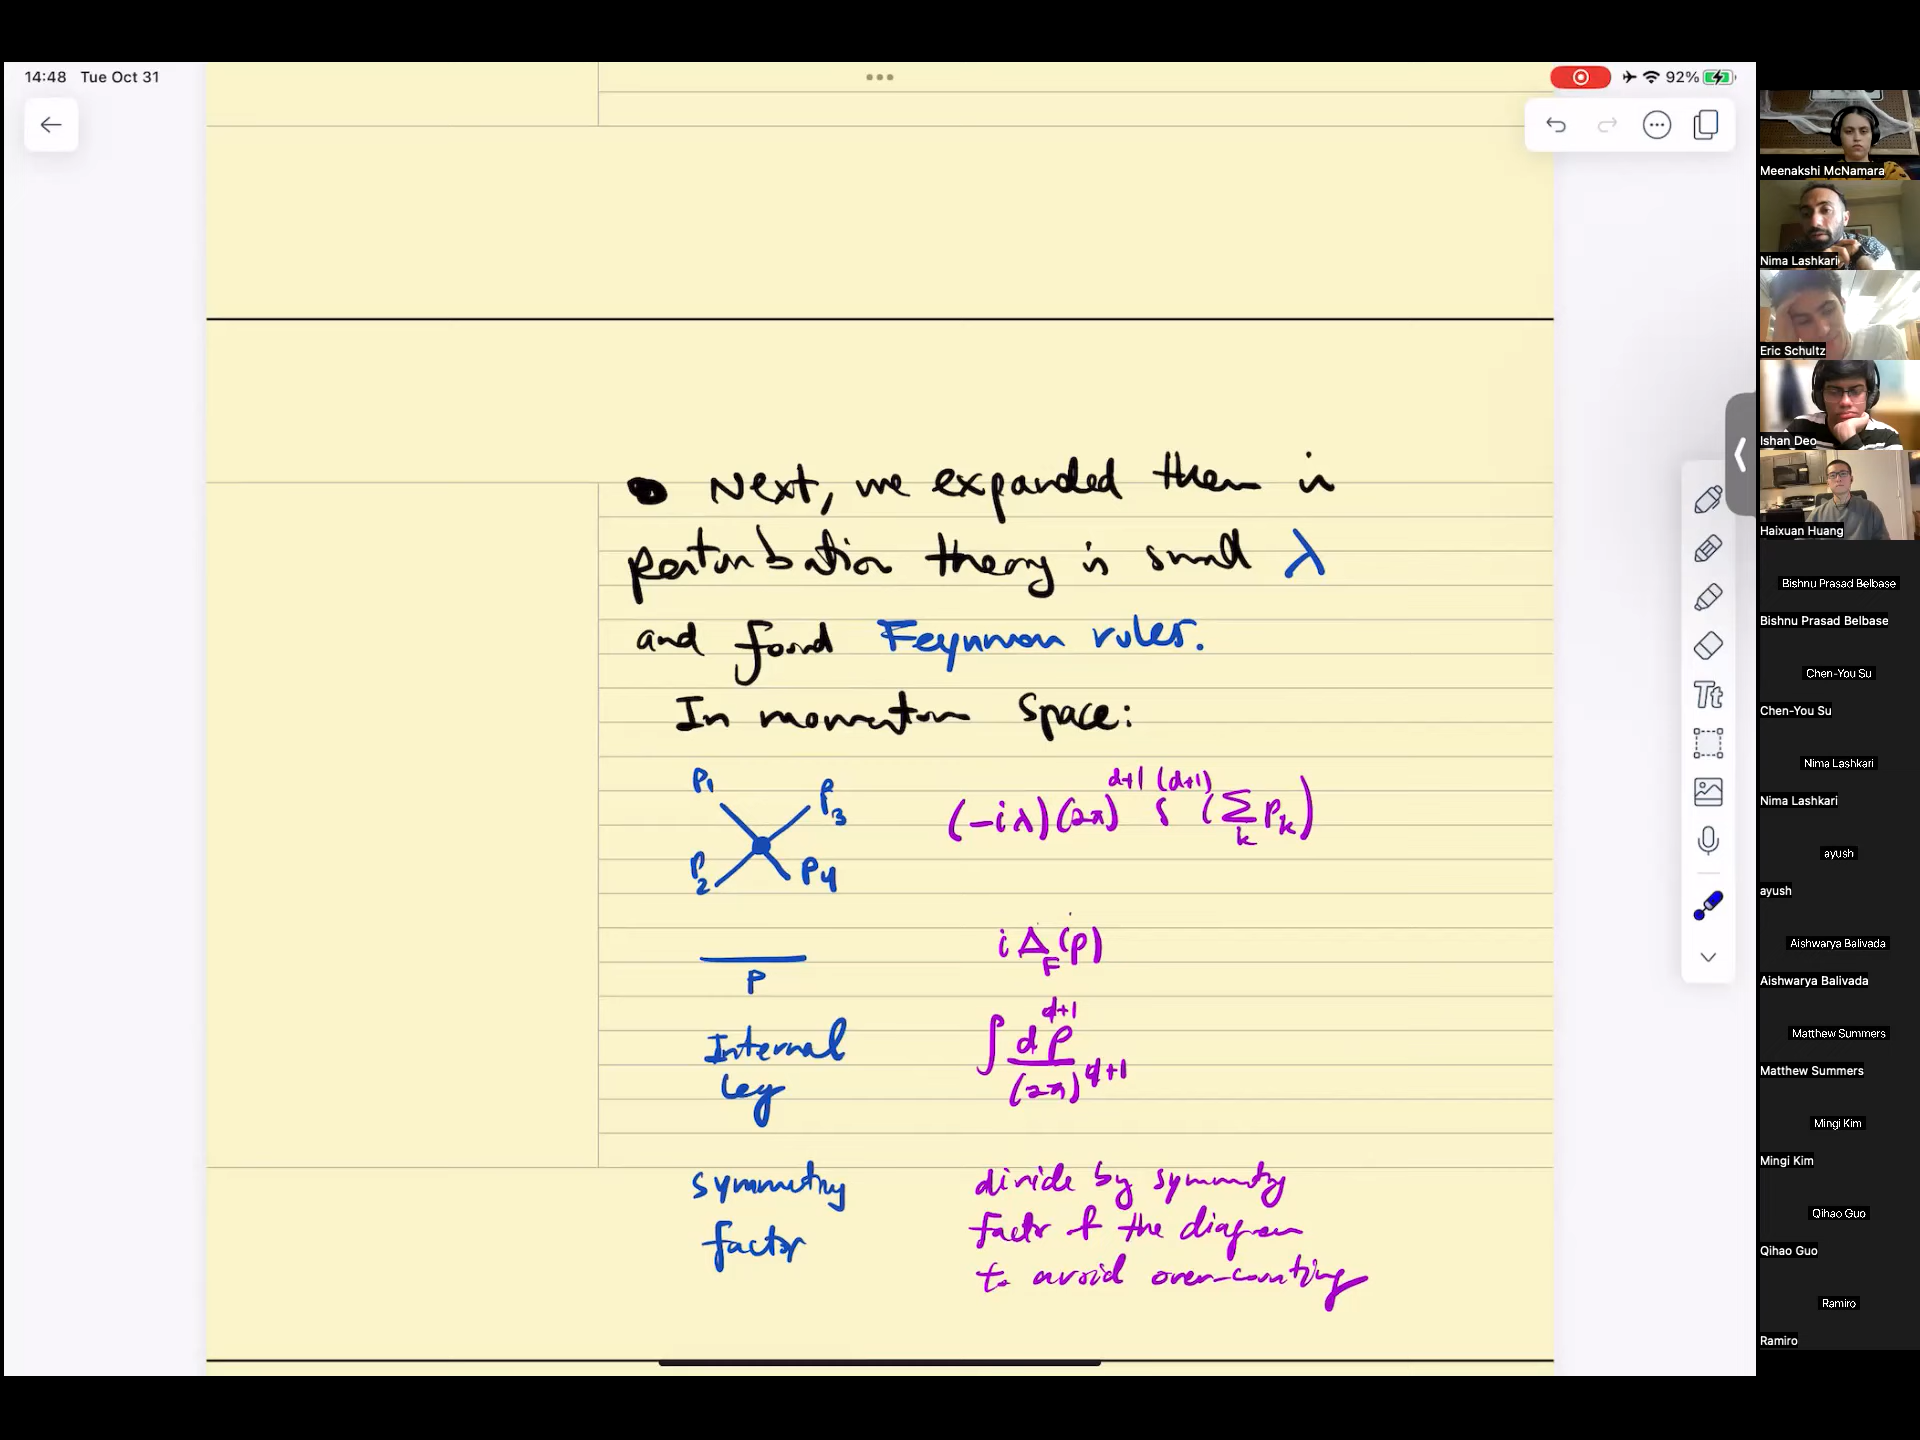 14:48 Tue Oct 31
92%
• Next, we expanded them in
perturbation theory is small λ
and found Feynman rules.
In momentum space:
p₁ p₃ p₂ p₄ (-iλ)(2π)^{d+1} δ^{(d+1)}(∑_k p_k)
p i Δ_F(p)
Internal leg ∫ d^{d+1}p / (2π)^{d+1}
symmetry factor
divide by symmetry
factor of the diagram
to avoid over-counting
Tt
Meenakshi McNamara
Nima Lashkari
Eric Schultz
Ishan Deo
Haixuan Huang
Bishnu Prasad Belbase
Bishnu Prasad Belbase
Chen-You Su
Chen-You Su
Nima Lashkari
Nima Lashkari
ayush
ayush
Aishwarya Balivada
Aishwarya Balivada
Matthew Summers
Matthew Summers
Mingi Kim
Mingi Kim
Qihao Guo
Qihao Guo
Ramiro
Ramiro